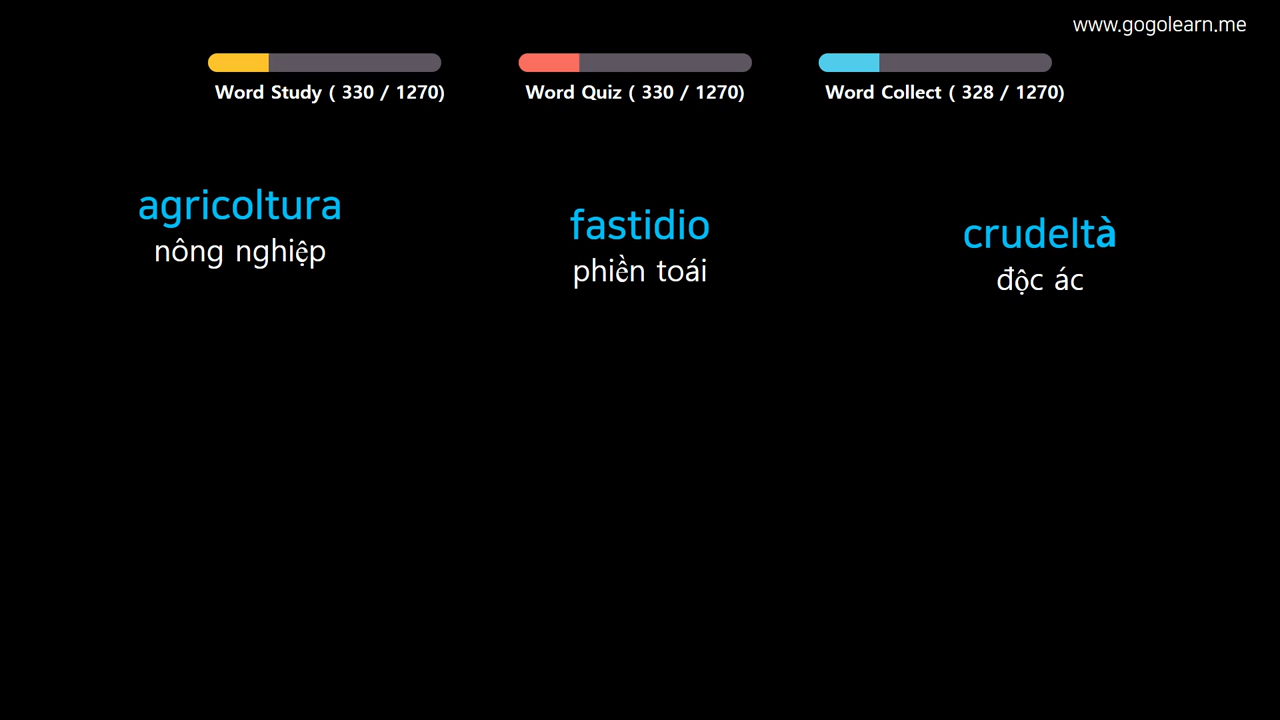 www.gogolearn.me
Word Study ( 330 / 1270)
Word Quiz ( 330 / 1270)
Word Collect ( 328 / 1270)
agricoltura
nông nghiệp
fastidio
phiền toái
crudeltà
độc ác